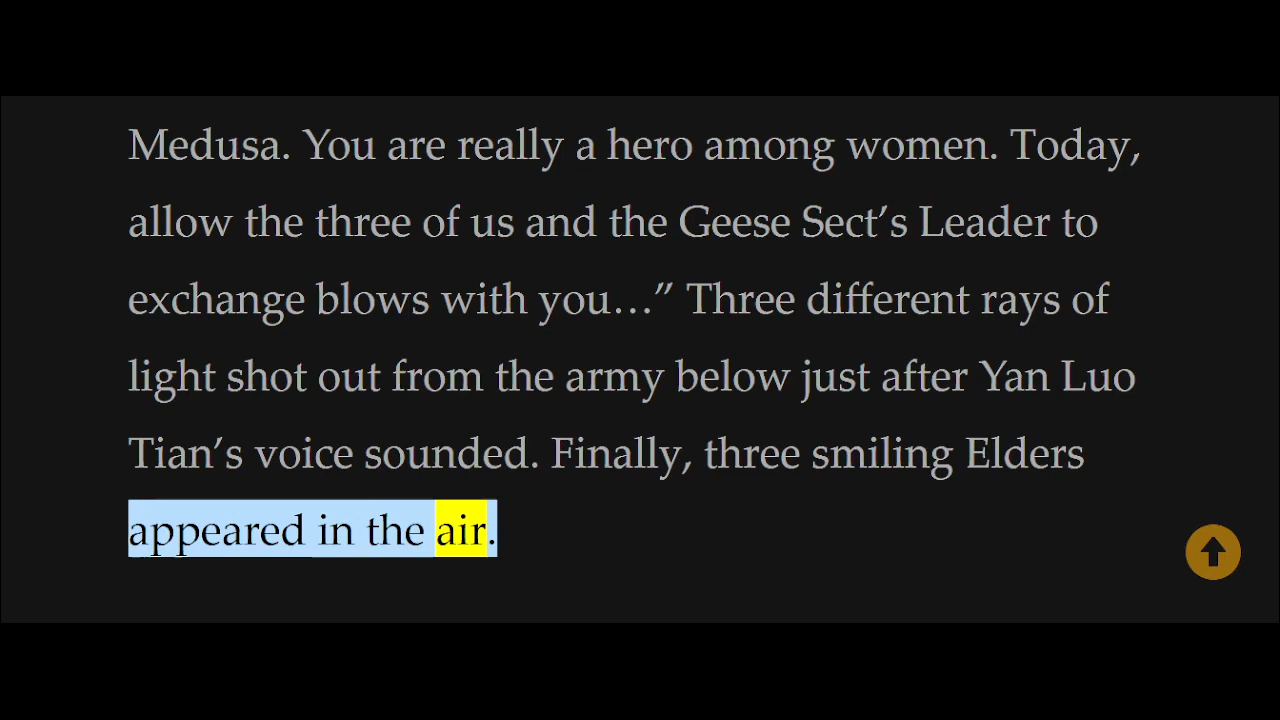 Medusa. You are really a hero among women. Today,
allow the three of us and the Geese Sect’s Leader to
exchange blows with you…” Three different rays of
light shot out from the army below just after Yan Luo
Tian’s voice sounded. Finally, three smiling Elders
appeared in the air.